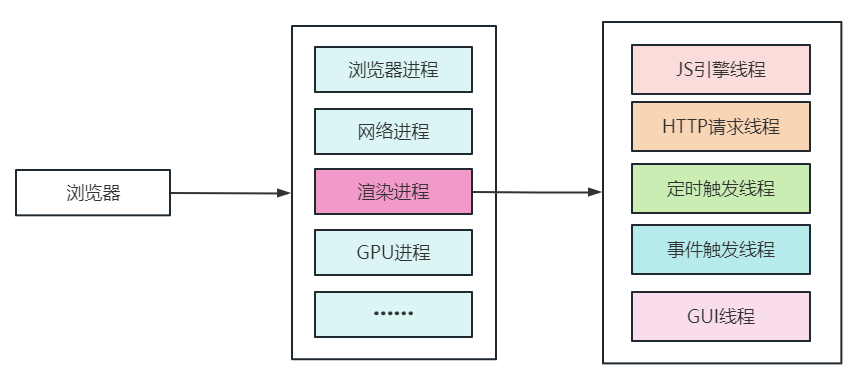 浏览器
浏览器进程
网络进程
渲染进程
GPU进程
••••••
JS引擎线程
HTTP请求线程
定时触发线程
事件触发线程
GUI线程